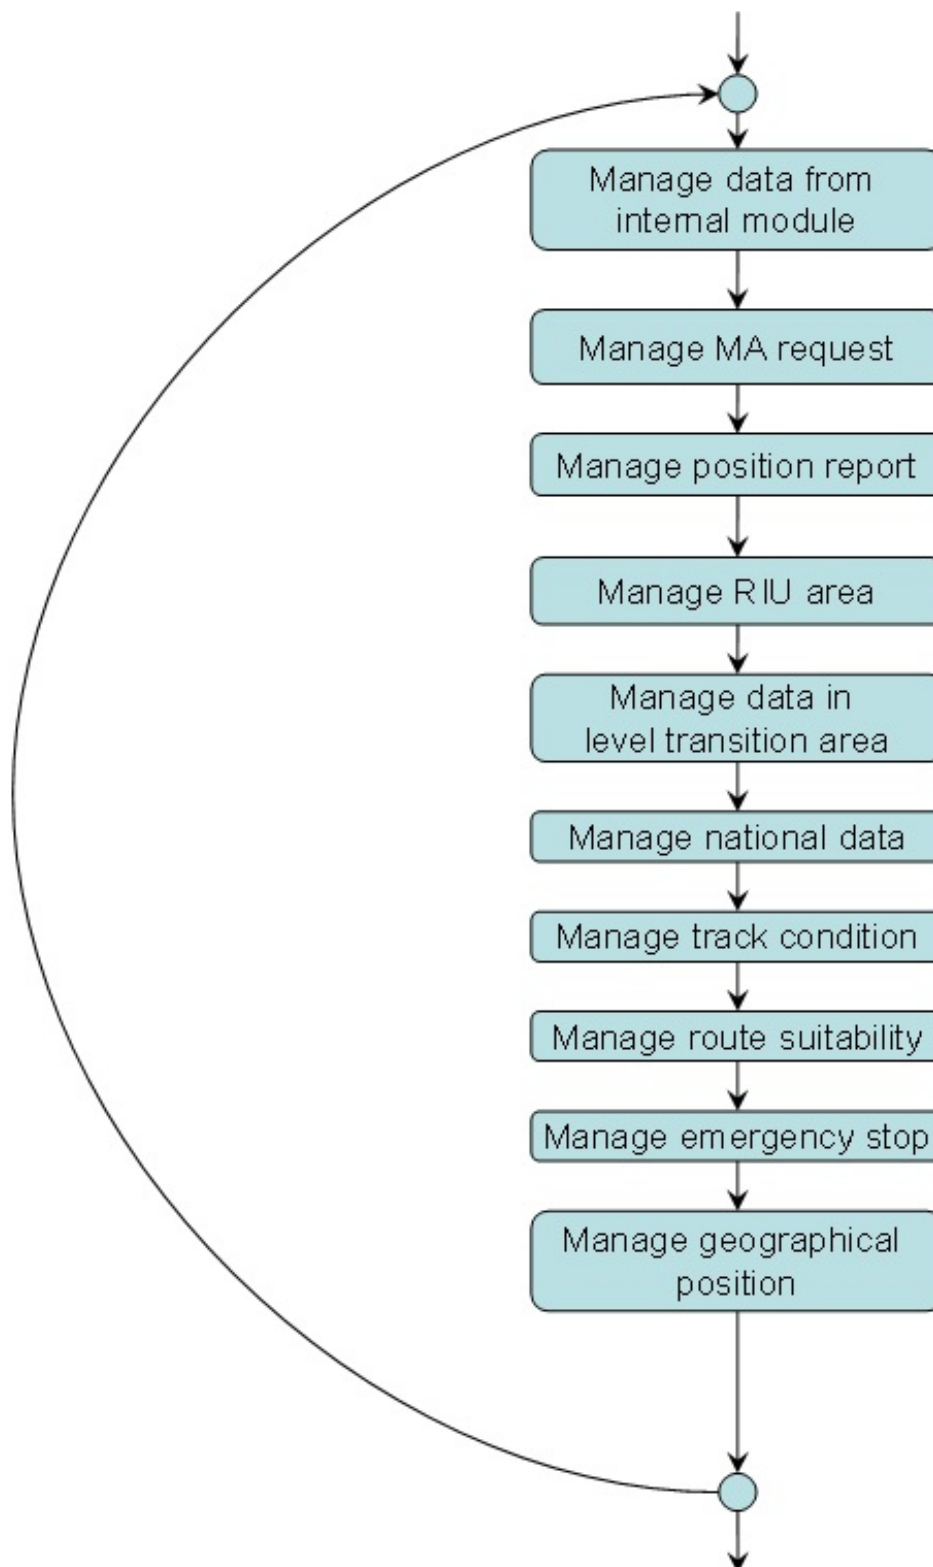 Manage data from
internal module
Manage MA request
Manage position report
Manage RIU area
Manage data in
level transition area
Manage national data
Manage track condition
Manage route suitability
Manage emergency stop
Manage geographical
position